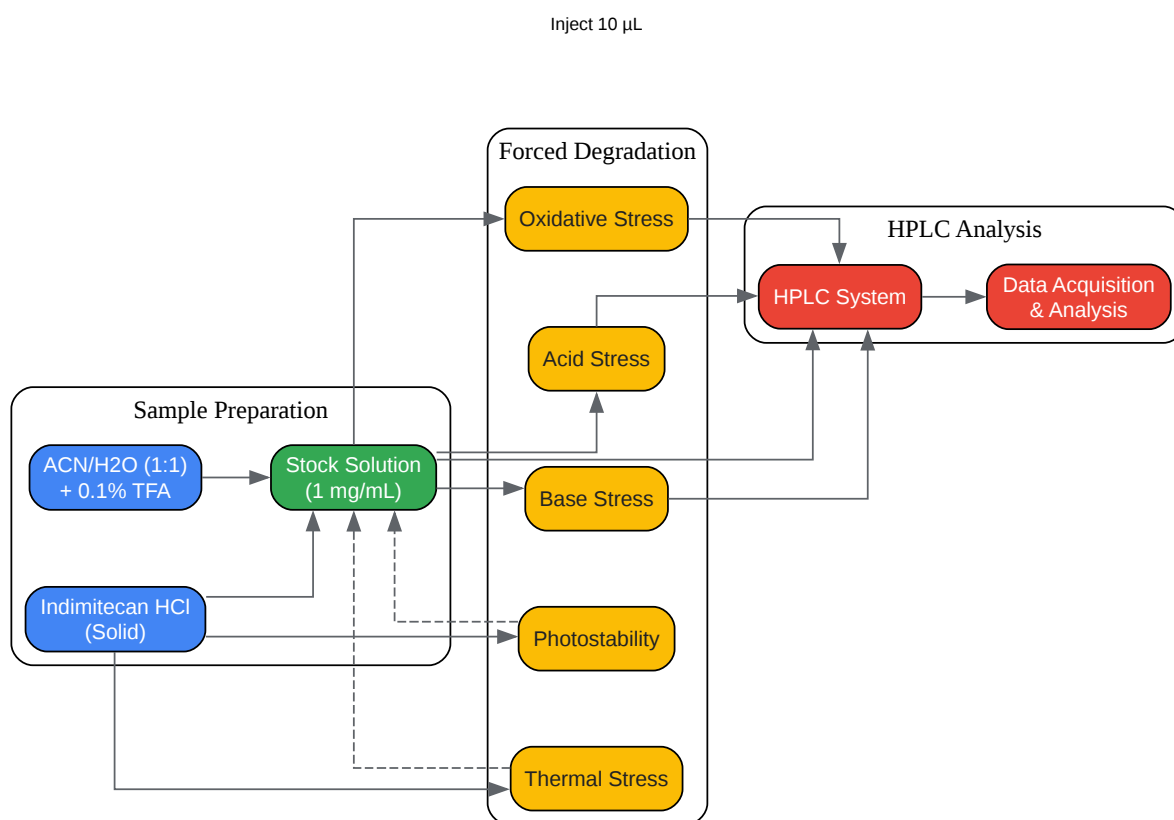 Inject 10 µL
Forced Degradation
Oxidative Stress
HPLC Analysis
HPLC System
Data Acquisition
& Analysis
Acid Stress
Sample Preparation
ACN/H2O (1:1)
+ 0.1% TFA
Stock Solution
(1 mg/mL)
Base Stress
Indimitecan HCl
(Solid)
Photostability
Thermal Stress